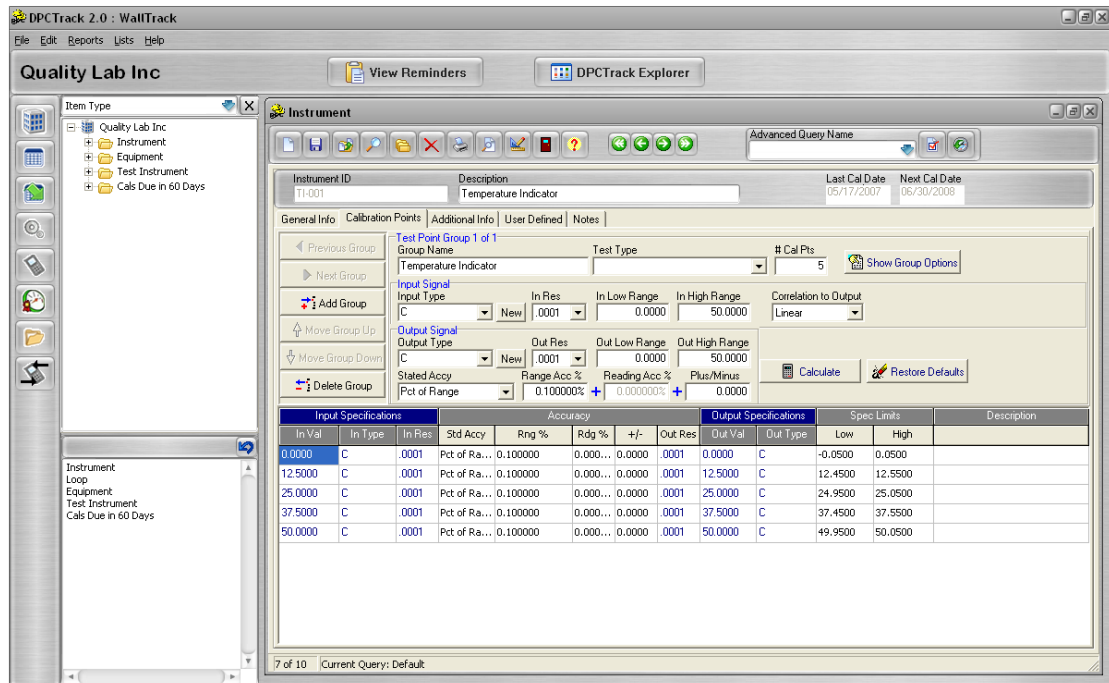 DPCTrack 2.0 : WallTrack
File Edit Reports Lists Help
Quality Lab Inc
View Reminders
DPCTrack Explorer
Item Type
Quality Lab Inc
Instrument
Equipment
Test Instrument
Cals Due in 60 Days
Instrument
Loop
Equipment
Test Instrument
Cals Due in 60 Days
Instrument
Advanced Query Name
Instrument ID Description Last Cal Date Next Cal Date
TI-001 Temperature Indicator 05/17/2007 06/30/2008
General Info Calibration Points Additional Info User Defined Notes
Previous Group
Next Group
Add Group
Move Group Up
Move Group Down
Delete Group
Test Point Group 1 of 1
Group Name Test Type # Cal Pts
Temperature Indicator 5 Show Group Options
Input Signal
Input Type In Res In Low Range In High Range Correlation to Output
C New .0001 0.0000 50.0000 Linear
Output Signal
Output Type Out Res Out Low Range Out High Range
C New .0001 0.0000 50.0000
Stated Accy Range Acc % Reading Acc % Plus/Minus
Pct of Range 0.100000% + 0.000000% + 0.0000
Calculate Restore Defaults
Input Specifications Accuracy Output Specifications Spec Limits Description
In Val In Type In Res Std Accy Rng % Rdg % +/- Out Res Out Val Out Type Low High
0.0000 C .0001 Pct of Ra... 0.100000 0.000... 0.0000 .0001 0.0000 C -0.0500 0.0500
12.5000 C .0001 Pct of Ra... 0.100000 0.000... 0.0000 .0001 12.5000 C 12.4500 12.5500
25.0000 C .0001 Pct of Ra... 0.100000 0.000... 0.0000 .0001 25.0000 C 24.9500 25.0500
37.5000 C .0001 Pct of Ra... 0.100000 0.000... 0.0000 .0001 37.5000 C 37.4500 37.5500
50.0000 C .0001 Pct of Ra... 0.100000 0.000... 0.0000 .0001 50.0000 C 49.9500 50.0500
7 of 10 Current Query: Default